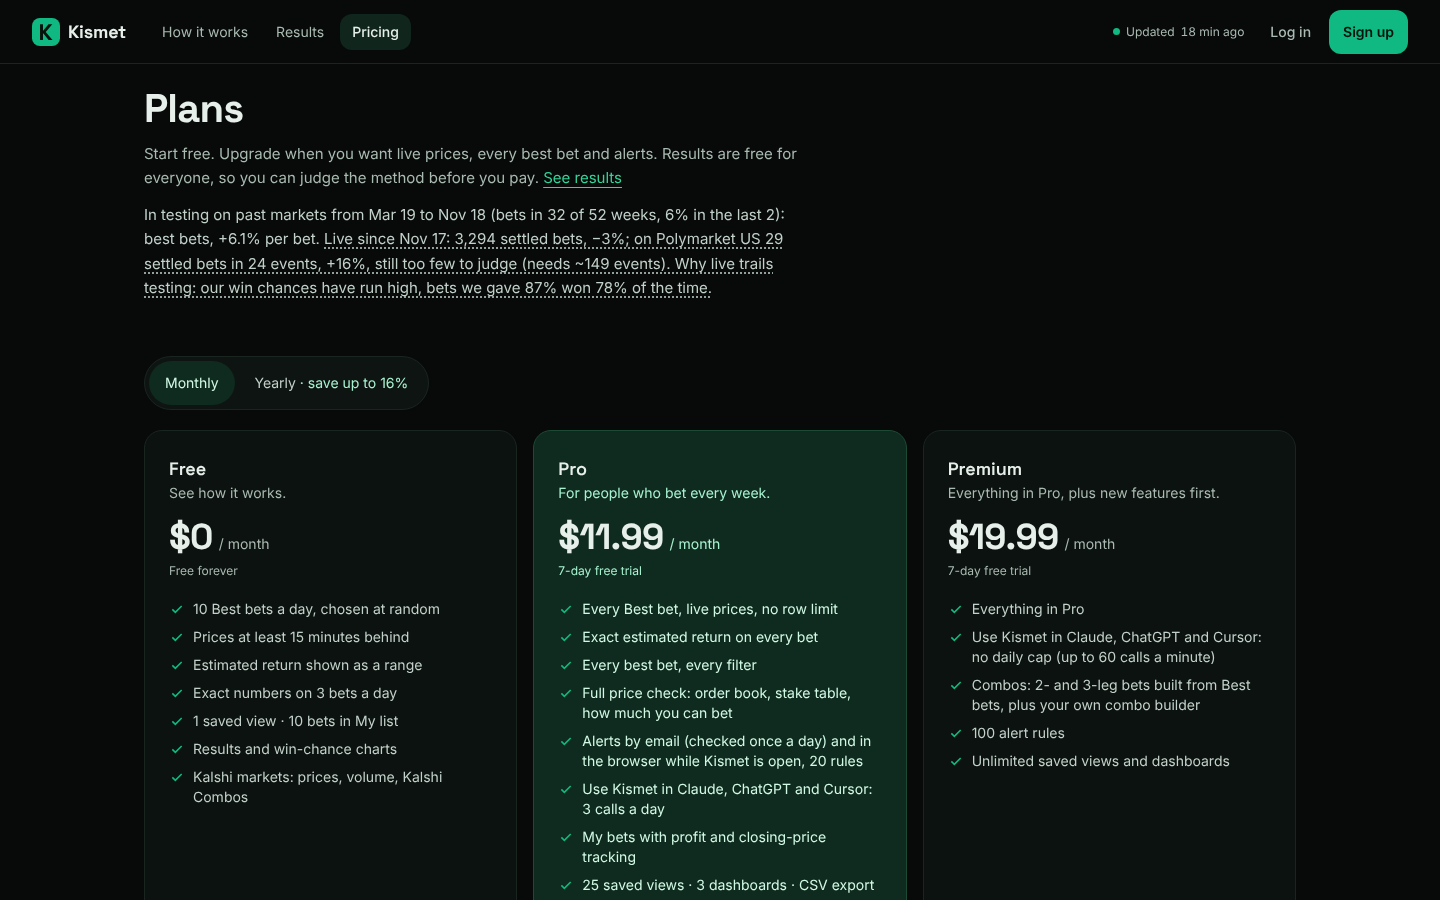 K Kismet
How it works
Results
Pricing
Updated 18 min ago
Log in
Sign up
Plans
Start free. Upgrade when you want live prices, every best bet and alerts. Results are free for
everyone, so you can judge the method before you pay. See results
In testing on past markets from Mar 19 to Nov 18 (bets in 32 of 52 weeks, 6% in the last 2):
best bets, +6.1% per bet. Live since Nov 17: 3,294 settled bets, −3%; on Polymarket US 29
settled bets in 24 events, +16%, still too few to judge (needs ~149 events). Why live trails
testing: our win chances have run high, bets we gave 87% won 78% of the time.
Monthly
Yearly · save up to 16%
Free
See how it works.
$0 / month
Free forever
10 Best bets a day, chosen at random
Prices at least 15 minutes behind
Estimated return shown as a range
Exact numbers on 3 bets a day
1 saved view · 10 bets in My list
Results and win-chance charts
Kalshi markets: prices, volume, Kalshi
Combos
Pro
For people who bet every week.
$11.99 / month
7-day free trial
Every Best bet, live prices, no row limit
Exact estimated return on every bet
Every best bet, every filter
Full price check: order book, stake table,
how much you can bet
Alerts by email (checked once a day) and in
the browser while Kismet is open, 20 rules
Use Kismet in Claude, ChatGPT and Cursor:
3 calls a day
My bets with profit and closing-price
tracking
25 saved views · 3 dashboards · CSV export
Premium
Everything in Pro, plus new features first.
$19.99 / month
7-day free trial
Everything in Pro
Use Kismet in Claude, ChatGPT and Cursor:
no daily cap (up to 60 calls a minute)
Combos: 2- and 3-leg bets built from Best
bets, plus your own combo builder
100 alert rules
Unlimited saved views and dashboards